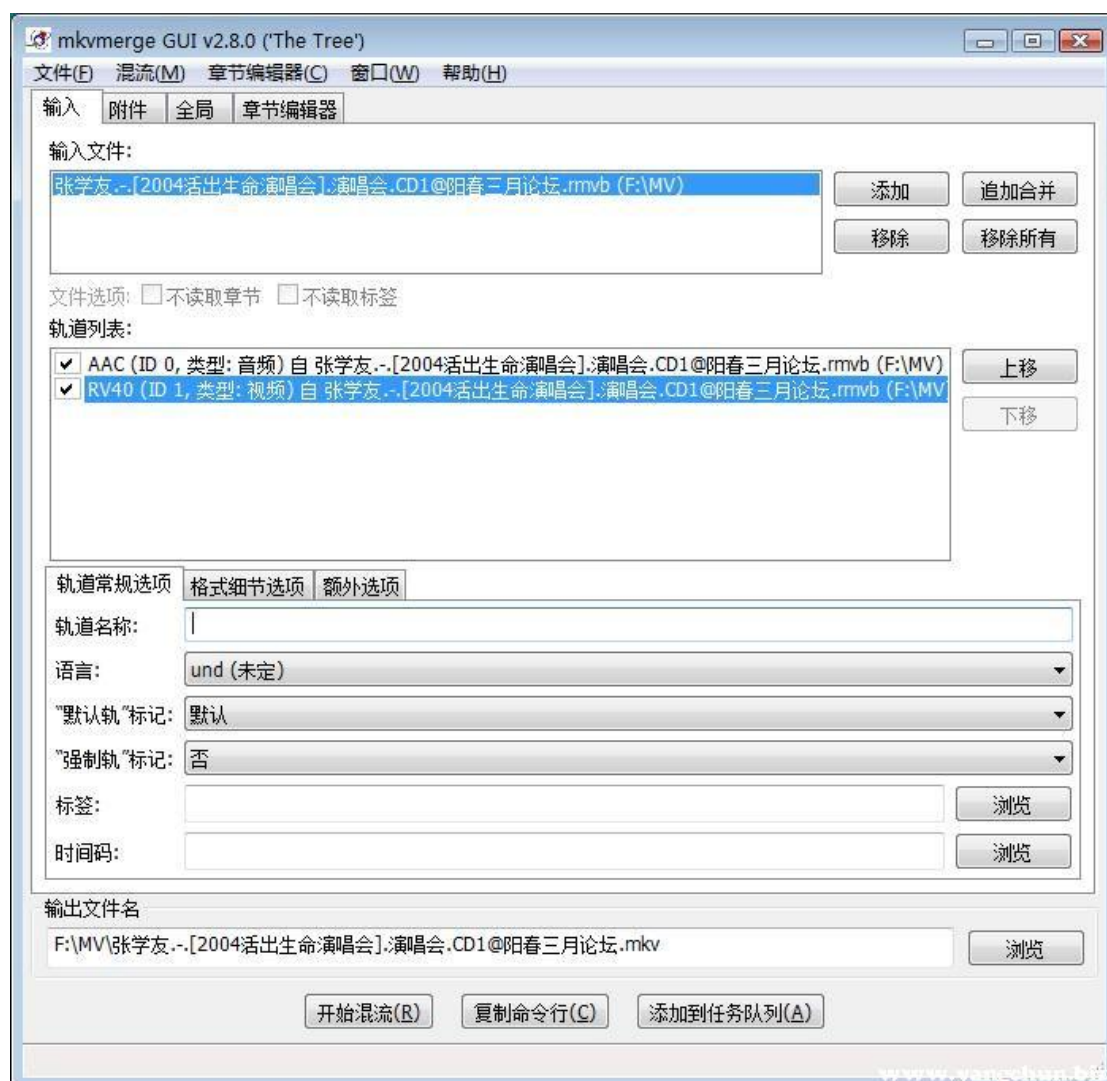 mkvmerge GUI v2.8.0 ('The Tree')
文件(F) 混流(M) 章节编辑器(C) 窗口(W) 帮助(H)
输入 附件 全局 章节编辑器
输入文件:
张学友.-.[2004活出生命演唱会].演唱会.CD1@阳春三月论坛.rmvb (F:\MV)
添加 追加合并
移除 移除所有
文件选项: 不读取章节 不读取标签
轨道列表:
AAC (ID 0, 类型: 音频) 自 张学友.-.[2004活出生命演唱会].演唱会.CD1@阳春三月论坛.rmvb (F:\MV)
上移
RV40 (ID 1, 类型: 视频) 自 张学友.-.[2004活出生命演唱会].演唱会.CD1@阳春三月论坛.rmvb (F:\MV
下移
轨道常规选项 格式细节选项 额外选项
轨道名称:
语言: und (未定)
"默认轨"标记: 默认
"强制轨"标记: 否
标签: 浏览
时间码: 浏览
输出文件名
F:\MV\张学友.-.[2004活出生命演唱会].演唱会.CD1@阳春三月论坛.mkv 浏览
开始混流(R) 复制命令行(C) 添加到任务队列(A)